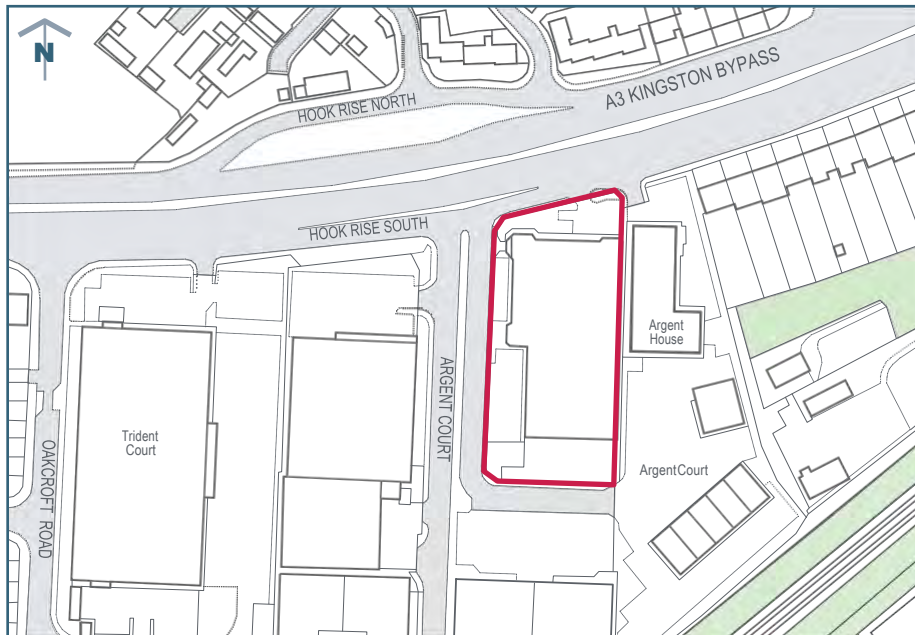 N
HOOK RISE NORTH
A3 KINGSTON BYPASS
HOOK RISE SOUTH
Argent
House
ARGENT COURT
Trident
Court
OAKCROFT ROAD
ArgentCourt